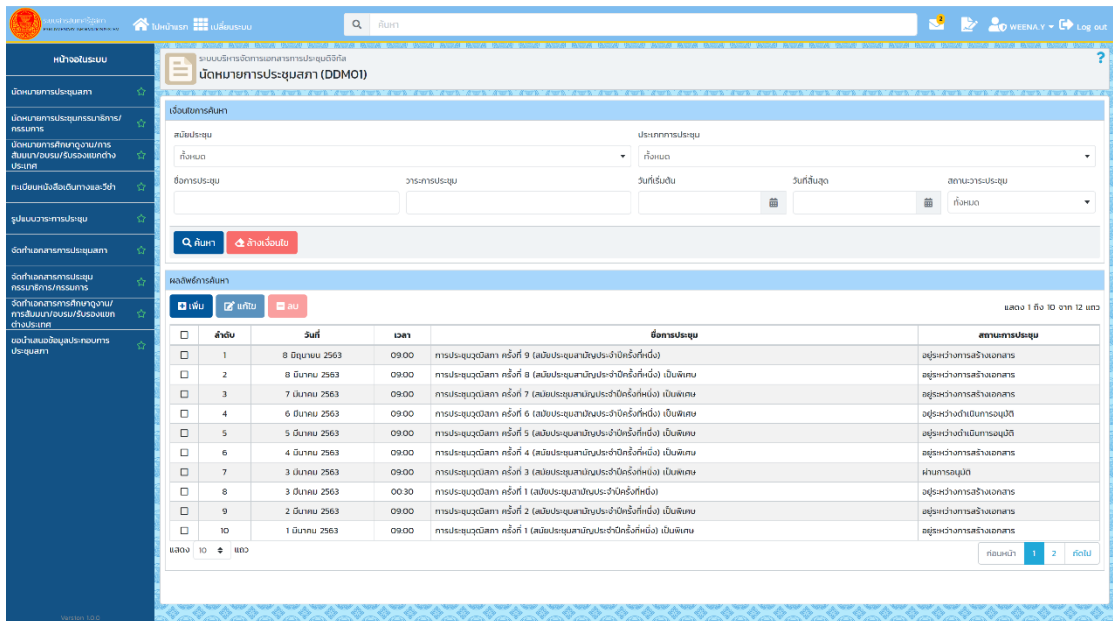 ระบบสารสนเทศรัฐสภา
ไปหน้าแรก เปลี่ยนระบบ
ค้นหา
2
WEENA.Y
Log out
หน้าจอในระบบ
นัดหมายการประชุมสภา
นัดหมายการประชุมกรรมาธิการ/
กรรมการ
นัดหมายการศึกษาดูงาน/การ
สัมมนา/อบรม/รับรองแขกต่าง
ประเทศ
ทะเบียนหนังสือเดินทางและวีซ่า
รูปแบบวาระการประชุม
จัดทำเอกสารการประชุมสภา
จัดทำเอกสารการประชุม
กรรมาธิการ/กรรมการ
จัดทำเอกสารการศึกษาดูงาน/
การสัมมนา/อบรม/รับรองแขก
ต่างประเทศ
ขอนำเสนอข้อมูลประกอบการ
ประชุมสภา
Version 1.0.0
ระบบบริหารจัดการเอกสารการประชุมดิจิทัล
นัดหมายการประชุมสภา (DDM01)
?
เงื่อนไขการค้นหา
สมัยประชุม ประเภทการประชุม
ทั้งหมด ทั้งหมด
ชื่อการประชุม วาระการประชุม วันที่เริ่มต้น วันที่สิ้นสุด สถานะวาระประชุม
ทั้งหมด
ค้นหา ล้างเงื่อนไข
ผลลัพธ์การค้นหา
เพิ่ม แก้ไข ลบ แสดง 1 ถึง 10 จาก 12 แถว
ลำดับ วันที่ เวลา ชื่อการประชุม สถานะการประชุม
1 8 มิถุนายน 2563 09:00 การประชุมวุฒิสภา ครั้งที่ 9 (สมัยประชุมสามัญประจำปีครั้งที่หนึ่ง) อยู่ระหว่างการสร้างเอกสาร
2 8 มีนาคม 2563 09:00 การประชุมวุฒิสภา ครั้งที่ 8 (สมัยประชุมสามัญประจำปีครั้งที่หนึ่ง) เป็นพิเศษ อยู่ระหว่างการสร้างเอกสาร
3 7 มีนาคม 2563 09:00 การประชุมวุฒิสภา ครั้งที่ 7 (สมัยประชุมสามัญประจำปีครั้งที่หนึ่ง) เป็นพิเศษ อยู่ระหว่างการสร้างเอกสาร
4 6 มีนาคม 2563 09:00 การประชุมวุฒิสภา ครั้งที่ 6 (สมัยประชุมสามัญประจำปีครั้งที่หนึ่ง) เป็นพิเศษ อยู่ระหว่างดำเนินการอนุมัติ
5 5 มีนาคม 2563 09:00 การประชุมวุฒิสภา ครั้งที่ 5 (สมัยประชุมสามัญประจำปีครั้งที่หนึ่ง) เป็นพิเศษ อยู่ระหว่างดำเนินการอนุมัติ
6 4 มีนาคม 2563 09:00 การประชุมวุฒิสภา ครั้งที่ 4 (สมัยประชุมสามัญประจำปีครั้งที่หนึ่ง) เป็นพิเศษ อยู่ระหว่างการสร้างเอกสาร
7 3 มีนาคม 2563 09:00 การประชุมวุฒิสภา ครั้งที่ 3 (สมัยประชุมสามัญประจำปีครั้งที่หนึ่ง) เป็นพิเศษ ผ่านการอนุมัติ
8 3 มีนาคม 2563 00:30 การประชุมวุฒิสภา ครั้งที่ 1 (สมัยประชุมสามัญประจำปีครั้งที่หนึ่ง) อยู่ระหว่างการสร้างเอกสาร
9 2 มีนาคม 2563 09:00 การประชุมวุฒิสภา ครั้งที่ 2 (สมัยประชุมสามัญประจำปีครั้งที่หนึ่ง) เป็นพิเศษ อยู่ระหว่างการสร้างเอกสาร
10 1 มีนาคม 2563 09:00 การประชุมวุฒิสภา ครั้งที่ 1 (สมัยประชุมสามัญประจำปีครั้งที่หนึ่ง) เป็นพิเศษ อยู่ระหว่างการสร้างเอกสาร
แสดง 10 แถว ก่อนหน้า 1 2 ถัดไป